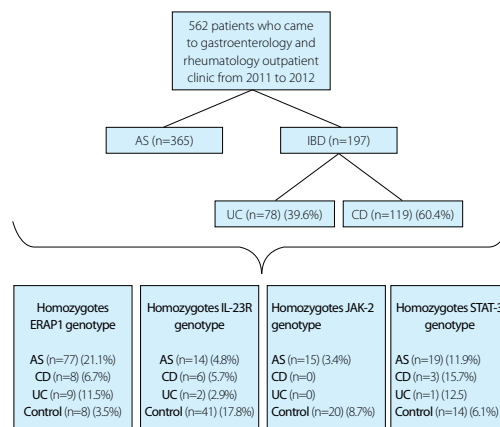 562 patients who came
to gastroenterology and
rheumatology outpatient
clinic from 2011 to 2012
AS (n=365)
IBD (n=197)
UC (n=78) (39.6%)
CD (n=119) (60.4%)
Homozygotes
ERAP1 genotype
AS (n=77) (21.1%)
CD (n=8) (6.7%)
UC (n=9) (11.5%)
Control (n=8) (3.5%)
Homozygotes IL-23R
genotype
AS (n=14) (4.8%)
CD (n=6) (5.7%)
UC (n=2) (2.9%)
Control (n=41) (17.8%)
Homozygotes JAK-2
genotype
AS (n=15) (3.4%)
CD (n=0)
UC (n=0)
Control (n=20) (8.7%)
Homozygotes STAT-3
genotype
AS (n=19) (11.9%)
CD (n=3) (15.7%)
UC (n=1) (12.5)
Control (n=14) (6.1%)